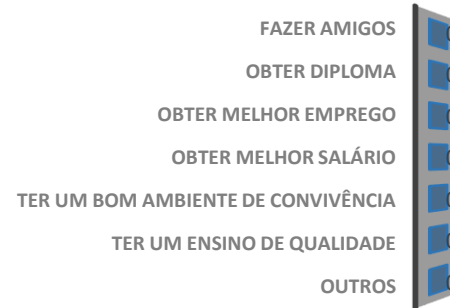 FAZER AMIGOS
OBTER DIPLOMA
OBTER MELHOR EMPREGO
OBTER MELHOR SALÁRIO
TER UM BOM AMBIENTE DE CONVIVÊNCIA
TER UM ENSINO DE QUALIDADE
OUTROS